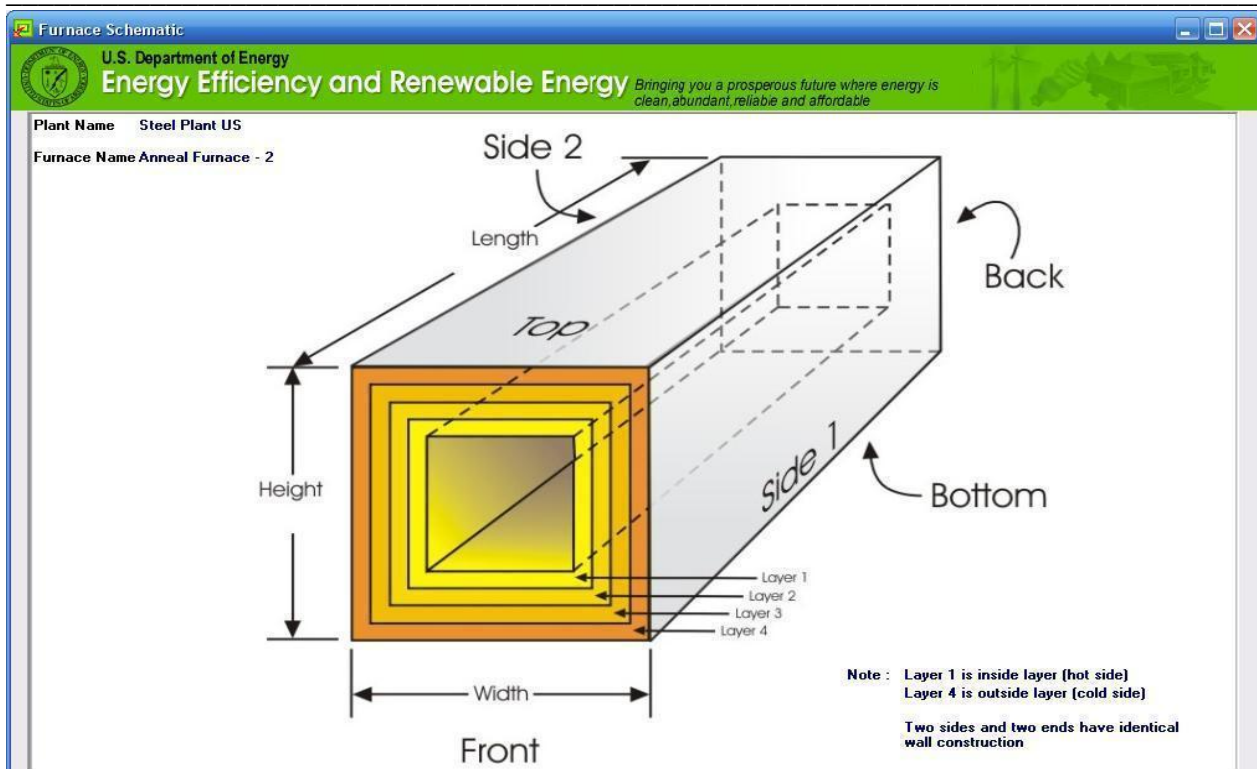 Furnace Schematic
U.S. Department of Energy
Energy Efficiency and Renewable Energy
Bringing you a prosperous future where energy is
clean,abundant,reliable and affordable
Plant Name Steel Plant US
Furnace Name Anneal Furnace - 2
Side 2
Length
Back
Top
Height
Side 1
Bottom
Layer 1
Layer 2
Layer 3
Layer 4
Width
Front
Note : Layer 1 is inside layer (hot side)
Layer 4 is outside layer (cold side)
Two sides and two ends have identical
wall construction